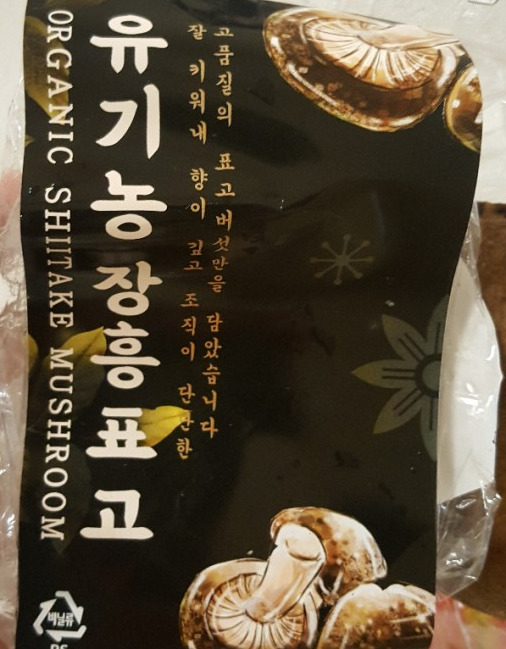 유기농 장흥표고
ORGANIC SHIITAKE MUSHROOM
잘 키워내 향이 깊고 조직이 단단한
고품질의 표고버섯만을 담았습니다
비닐류